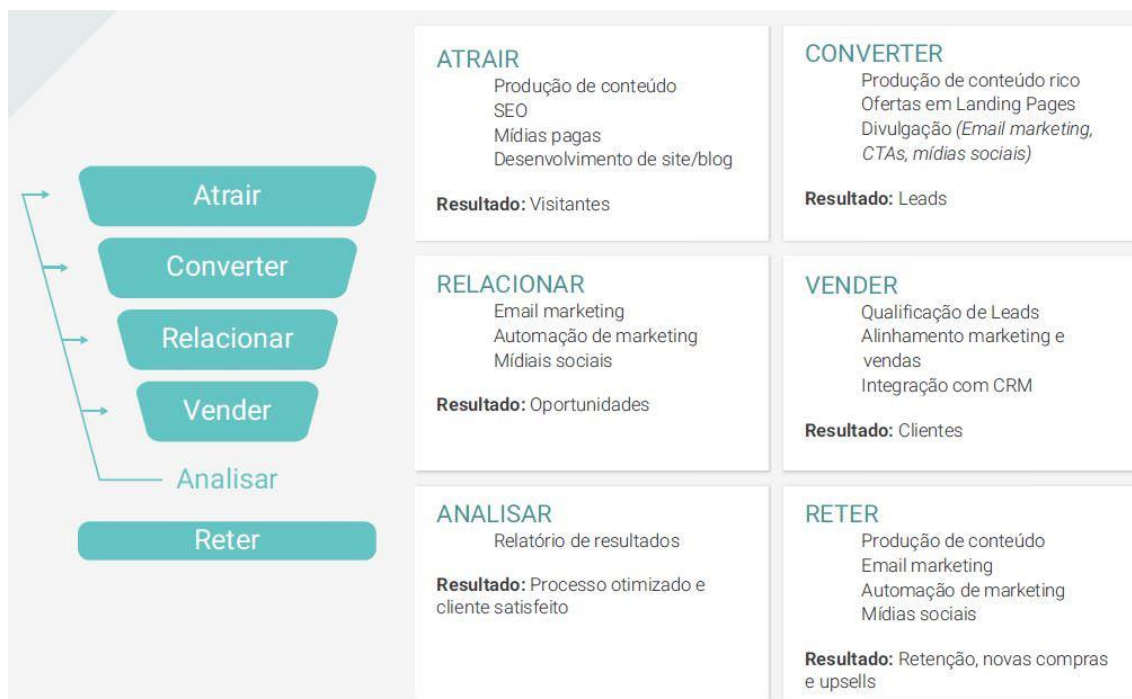 Atrair
Converter
Relacionar
Vender
Analisar
Reter
ATRAIR
Produção de conteúdo
SEO
Mídias pagas
Desenvolvimento de site/blog
Resultado: Visitantes
CONVERTER
Produção de conteúdo rico
Ofertas em Landing Pages
Divulgação (Email marketing,
CTAs, mídias sociais)
Resultado: Leads
RELACIONAR
Email marketing
Automação de marketing
Mídiais sociais
Resultado: Oportunidades
VENDER
Qualificação de Leads
Alinhamento marketing e
vendas
Integração com CRM
Resultado: Clientes
ANALISAR
Relatório de resultados
Resultado: Processo otimizado e
cliente satisfeito
RETER
Produção de conteúdo
Email marketing
Automação de marketing
Mídias sociais
Resultado: Retenção, novas compras
e upsells